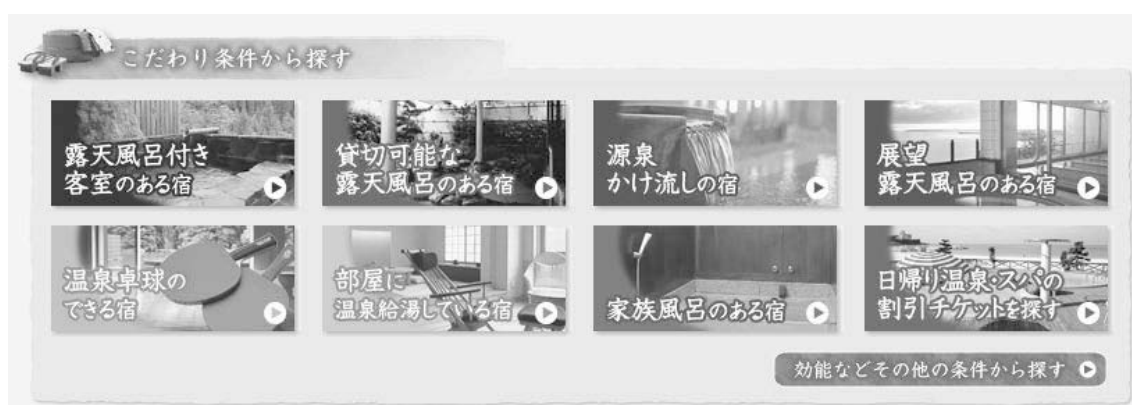 こだわり条件から探す
露天風呂付き
客室のある宿
貸切可能な
露天風呂のある宿
源泉
かけ流しの宿
展望
露天風呂のある宿
温泉卓球の
できる宿
部屋に
温泉給湯している宿
家族風呂のある宿
日帰り温泉・スパの
割引チケットを探す
効能などその他の条件から探す